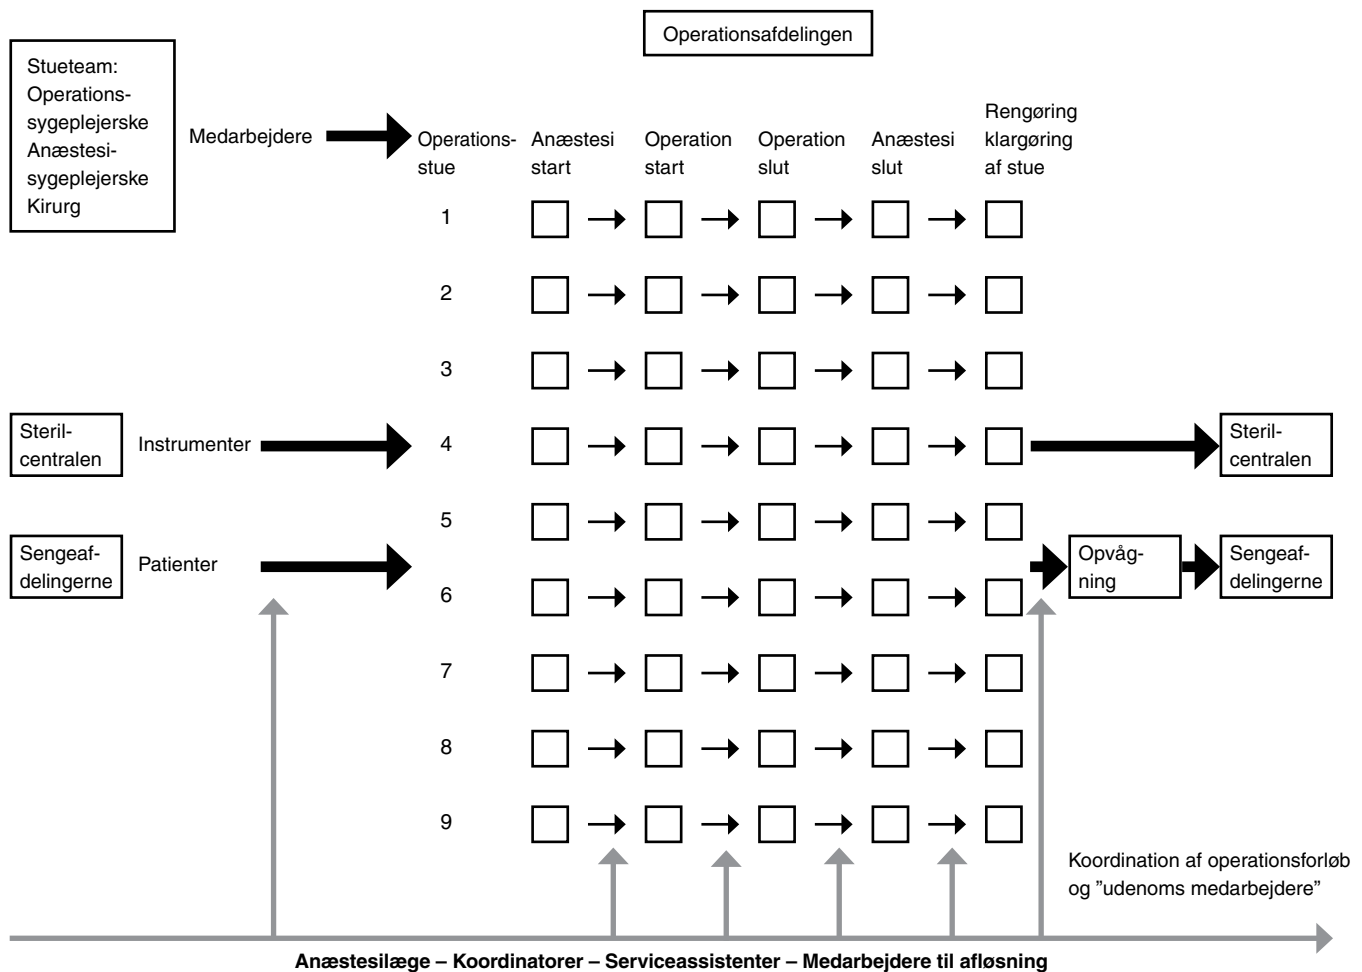 Operationsafdelingen
Stueteam:
Operations-
sygeplejerske
Anæstesi-
sygeplejerske
Kirurg
Medarbejdere
Operations-
stue
Anæstesi
start
Operation
start
Operation
slut
Anæstesi
slut
Rengøring
klargøring
af stue
1
2
3
Steril-
centralen
Instrumenter
4
Steril-
centralen
5
Sengeaf-
delingerne
Patienter
Opvåg-
ning
Sengeaf-
delingerne
6
7
8
9
Koordination af operationsforløb
og ”udenoms medarbejdere”
Anæstesilæge – Koordinatorer – Serviceassistenter – Medarbejdere til afløsning